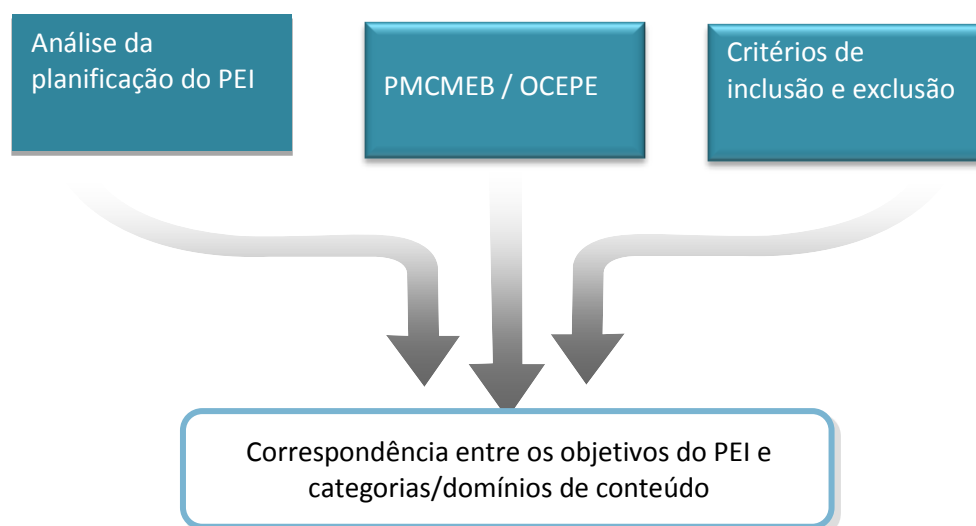 Análise da
planificação do PEI
PMCMEB / OCEPE
Critérios de
inclusão e exclusão
Correspondência entre os objetivos do PEI e
categorias/domínios de conteúdo